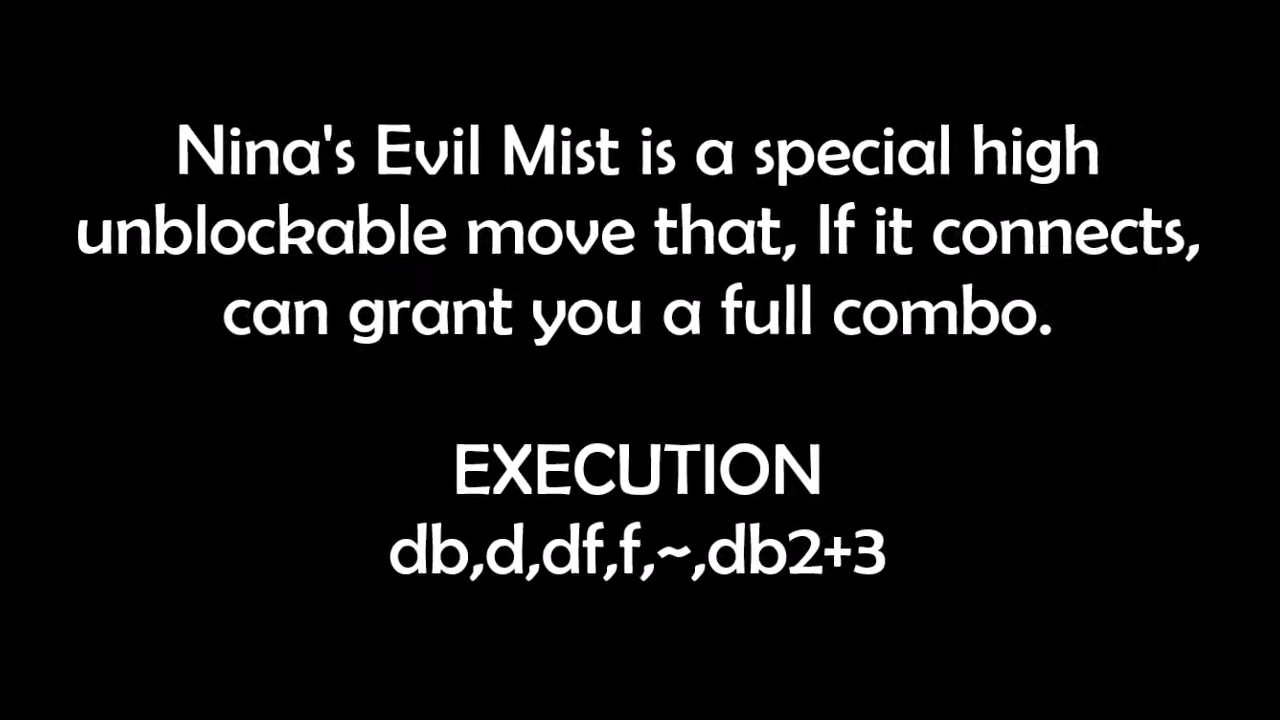 Nina's Evil Mist is a special high
unblockable move that, If it connects,
can grant you a full combo.
EXECUTION
db,d,df,f,~,db2+3